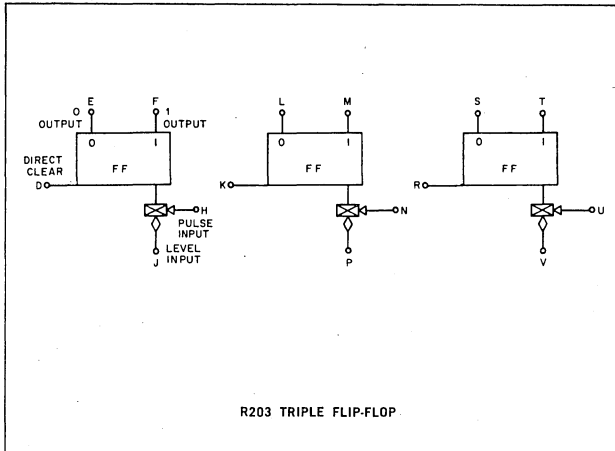 E F L M S T
0 OUTPUT 1 OUTPUT
0 1 0 1 0 1
DIRECT CLEAR FF FF FF
D K R
H N U
PULSE INPUT
LEVEL INPUT
J P V
R203 TRIPLE FLIP-FLOP